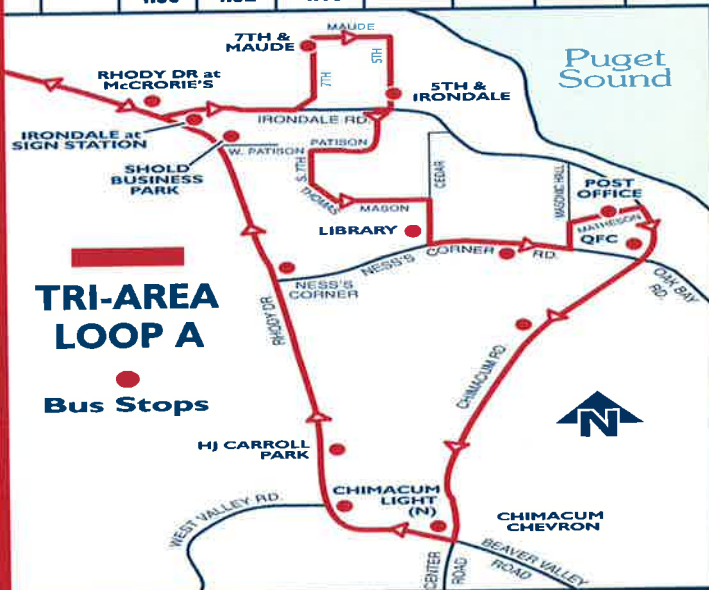 7TH &
MAUDE
MAUDE
7TH
5TH
Puget
Sound
RHODY DR at
McCRORIE'S
5TH &
IRONDALE
IRONDALE at
SIGN STATION
IRONDALE RD.
W. PATISON
PATISON
SHOLD
BUSINESS
PARK
S. 7TH
THOMAS
MASON
CEDAR
MASONIC HALL
POST
OFFICE
MATHESON
QFC
LIBRARY
NESS'S CORNER RD.
OAK BAY
RD.
NESS'S
CORNER
TRI-AREA
LOOP A
Bus Stops
RHODY DR.
CHIMACUM RD.
N
HJ CARROLL
PARK
CHIMACUM
LIGHT
(N)
CHIMACUM
CHEVRON
WEST VALLEY RD.
CENTER
ROAD
BEAVER VALLEY
ROAD